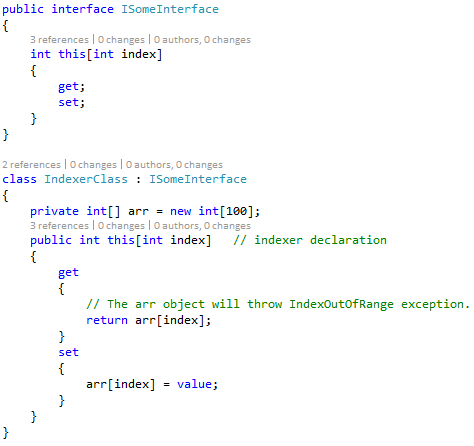 public interface ISomeInterface
{
3 references | 0 changes | 0 authors, 0 changes
int this[int index]
{
get;
set;
}
}
2 references | 0 changes | 0 authors, 0 changes
class IndexerClass : ISomeInterface
{
private int[] arr = new int[100];
3 references | 0 changes | 0 authors, 0 changes
public int this[int index]   // indexer declaration
{
get
{
// The arr object will throw IndexOutOfRange exception.
return arr[index];
}
set
{
arr[index] = value;
}
}
}